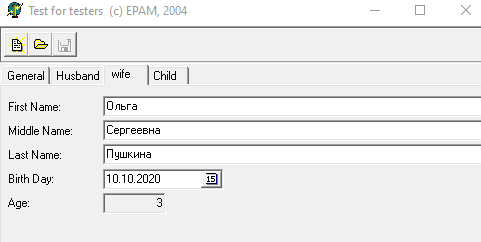 Test for testers (c) EPAM, 2004
General Husband wife Child
First Name: Ольга
Middle Name: Сергеевна
Last Name: Пушкина
Birth Day: 10.10.2020 15
Age: 3